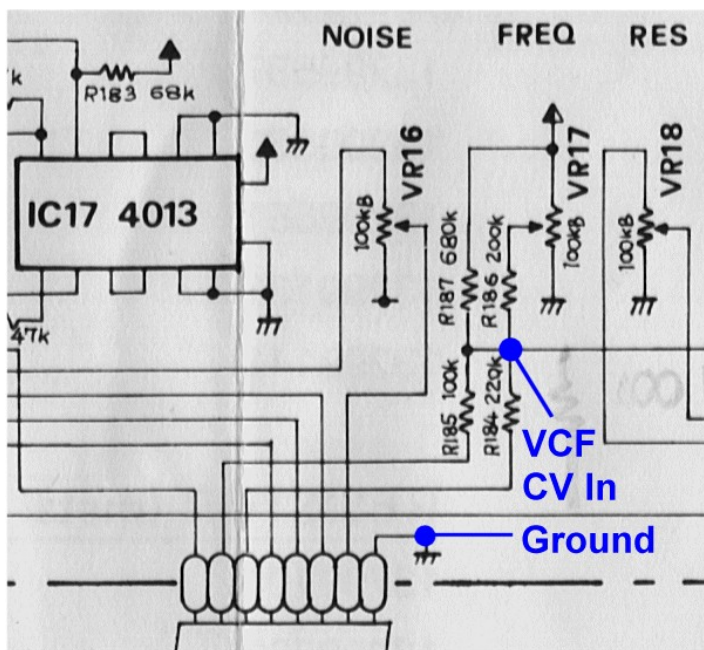 NOISE
FREQ
RES
R183 68k
IC17 4013
VR16
100kB
VR17
100kB
VR18
100kB
R187 680k
R186 200k
R185 100k
R184 220k
47k
VCF
CV In
Ground